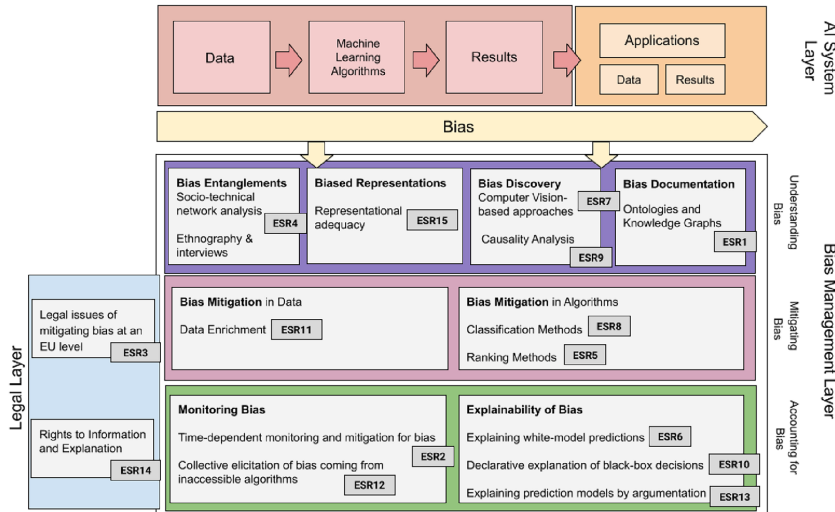 Data
Machine
Learning
Algorithms
Results
Applications
Data
Results
AI System
Layer
Bias
Bias Entanglements
Socio-technical
network analysis
ESR4
Ethnography &
interviews
Biased Representations
Representational
adequacy
ESR15
Bias Discovery
Computer Vision-
based approaches
ESR7
Causality Analysis
ESR9
Bias Documentation
Ontologies and
Knowledge Graphs
ESR1
Understanding
Bias
Legal issues of
mitigating bias at an
EU level
ESR3
Bias Mitigation in Data
Data Enrichment
ESR11
Bias Mitigation in Algorithms
Classification Methods
ESR8
Ranking Methods
ESR5
Mitigating
Bias
Rights to Information
and Explanation
ESR14
Monitoring Bias
Time-dependent monitoring and mitigation for bias
ESR2
Collective elicitation of bias coming from
inaccessible algorithms
ESR12
Explainability of Bias
Explaining white-model predictions
ESR6
Declarative explanation of black-box decisions
ESR10
Explaining prediction models by argumentation
ESR13
Accounting for
Bias
Legal Layer
Bias Management Layer